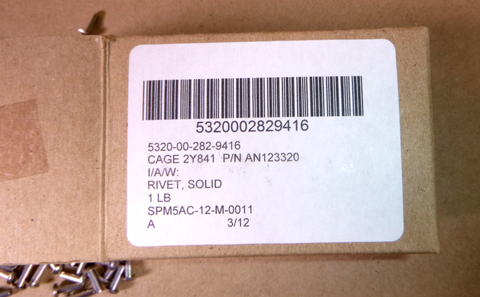 5320002829416
5320-00-282-9416
CAGE 2Y841 P/N AN123320
I/A/W:
RIVET, SOLID
1 LB
SPM5AC-12-M-0011
A 3/12